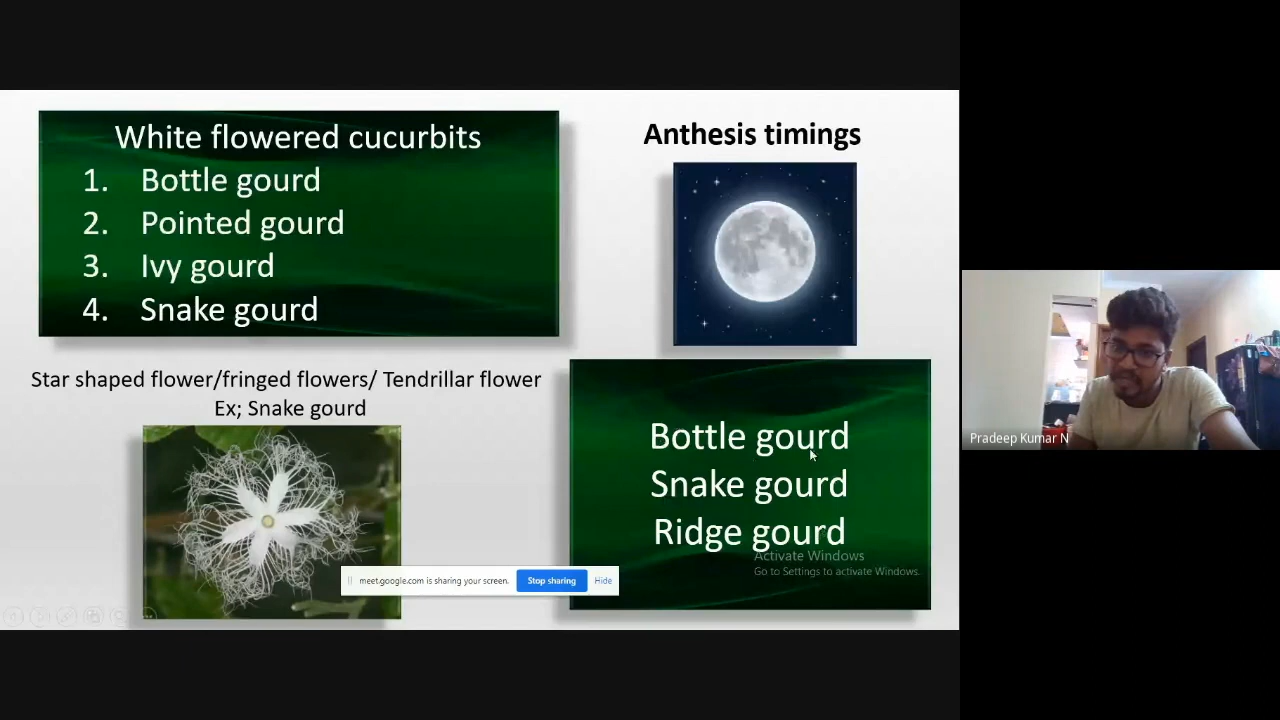 White flowered cucurbits
1. Bottle gourd
2. Pointed gourd
3. Ivy gourd
4. Snake gourd
Anthesis timings
Star shaped flower/fringed flowers/ Tendrillar flower
Ex; Snake gourd
Bottle gourd
Snake gourd
Ridge gourd
Activate Windows
Go to Settings to activate Windows.
meet.google.com is sharing your screen.
Stop sharing
Hide
Pradeep Kumar N